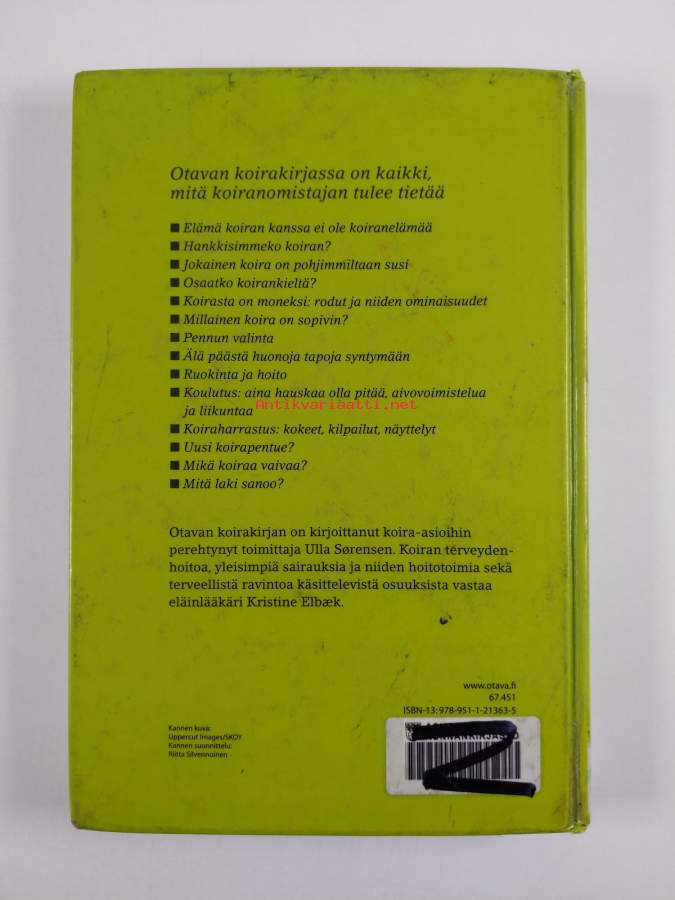 Otavan koirakirjassa on kaikki,
mitä koiranomistajan tulee tietää
■ Elämä koiran kanssa ei ole koiranelämää
■ Hankkisimmeko koiran?
■ Jokainen koira on pohjimmiltaan susi
■ Osaatko koirankieltä?
■ Koirasta on moneksi: rodut ja niiden ominaisuudet
■ Millainen koira on sopivin?
■ Pennun valinta
■ Älä päästä huonoja tapoja syntymään
■ Ruokinta ja hoito
■ Koulutus: aina hauskaa olla pitää, aivovoimistelua
Antikvariaatti.net
ja liikuntaa
■ Koiraharrastus: kokeet, kilpailut, näyttelyt
■ Uusi koirapentue?
■ Mikä koiraa vaivaa?
■ Mitä laki sanoo?
Otavan koirakirjan on kirjoittanut koira-asioihin
perehtynyt toimittaja Ulla Sørensen. Koiran terveyden-
hoitoa, yleisimpiä sairauksia ja niiden hoitotoimia sekä
terveellistä ravintoa käsittelevistä osuuksista vastaa
eläinlääkäri Kristine Elbæk.
www.otava.fi
67.451
ISBN-13: 978-951-1-21363-5
Kannen kuva:
Uppercut Images/SKOY
Kannen suunnittelu:
Riitta Silvennoinen